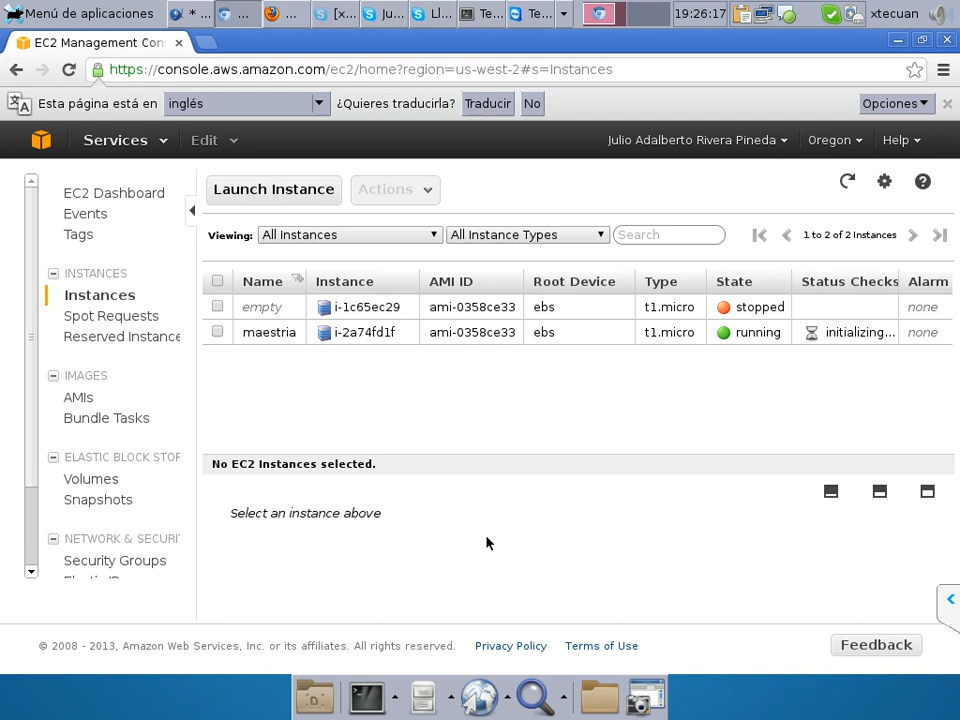 Menú de aplicaciones * ... ... ... [x... Ju... Ll... Te... Te... 19:26:17 xtecuan
EC2 Management Con
https://console.aws.amazon.com/ec2/home?region=us-west-2#s=Instances
Esta página está en inglés ¿Quieres traducirla? Traducir No Opciones
Services Edit Julio Adalberto Rivera Pineda Oregon Help
EC2 Dashboard
Events
Tags
INSTANCES
Instances
Spot Requests
Reserved Instance
IMAGES
AMIs
Bundle Tasks
ELASTIC BLOCK STOR
Volumes
Snapshots
NETWORK & SECURI
Security Groups
Launch Instance Actions
Viewing: All Instances All Instance Types Search 1 to 2 of 2 Instances
Name Instance AMI ID Root Device Type State Status Checks Alarm
empty i-1c65ec29 ami-0358ce33 ebs t1.micro stopped none
maestria i-2a74fd1f ami-0358ce33 ebs t1.micro running initializing... none
No EC2 Instances selected.
Select an instance above
© 2008 - 2013, Amazon Web Services, Inc. or its affiliates. All rights reserved. Privacy Policy Terms of Use Feedback